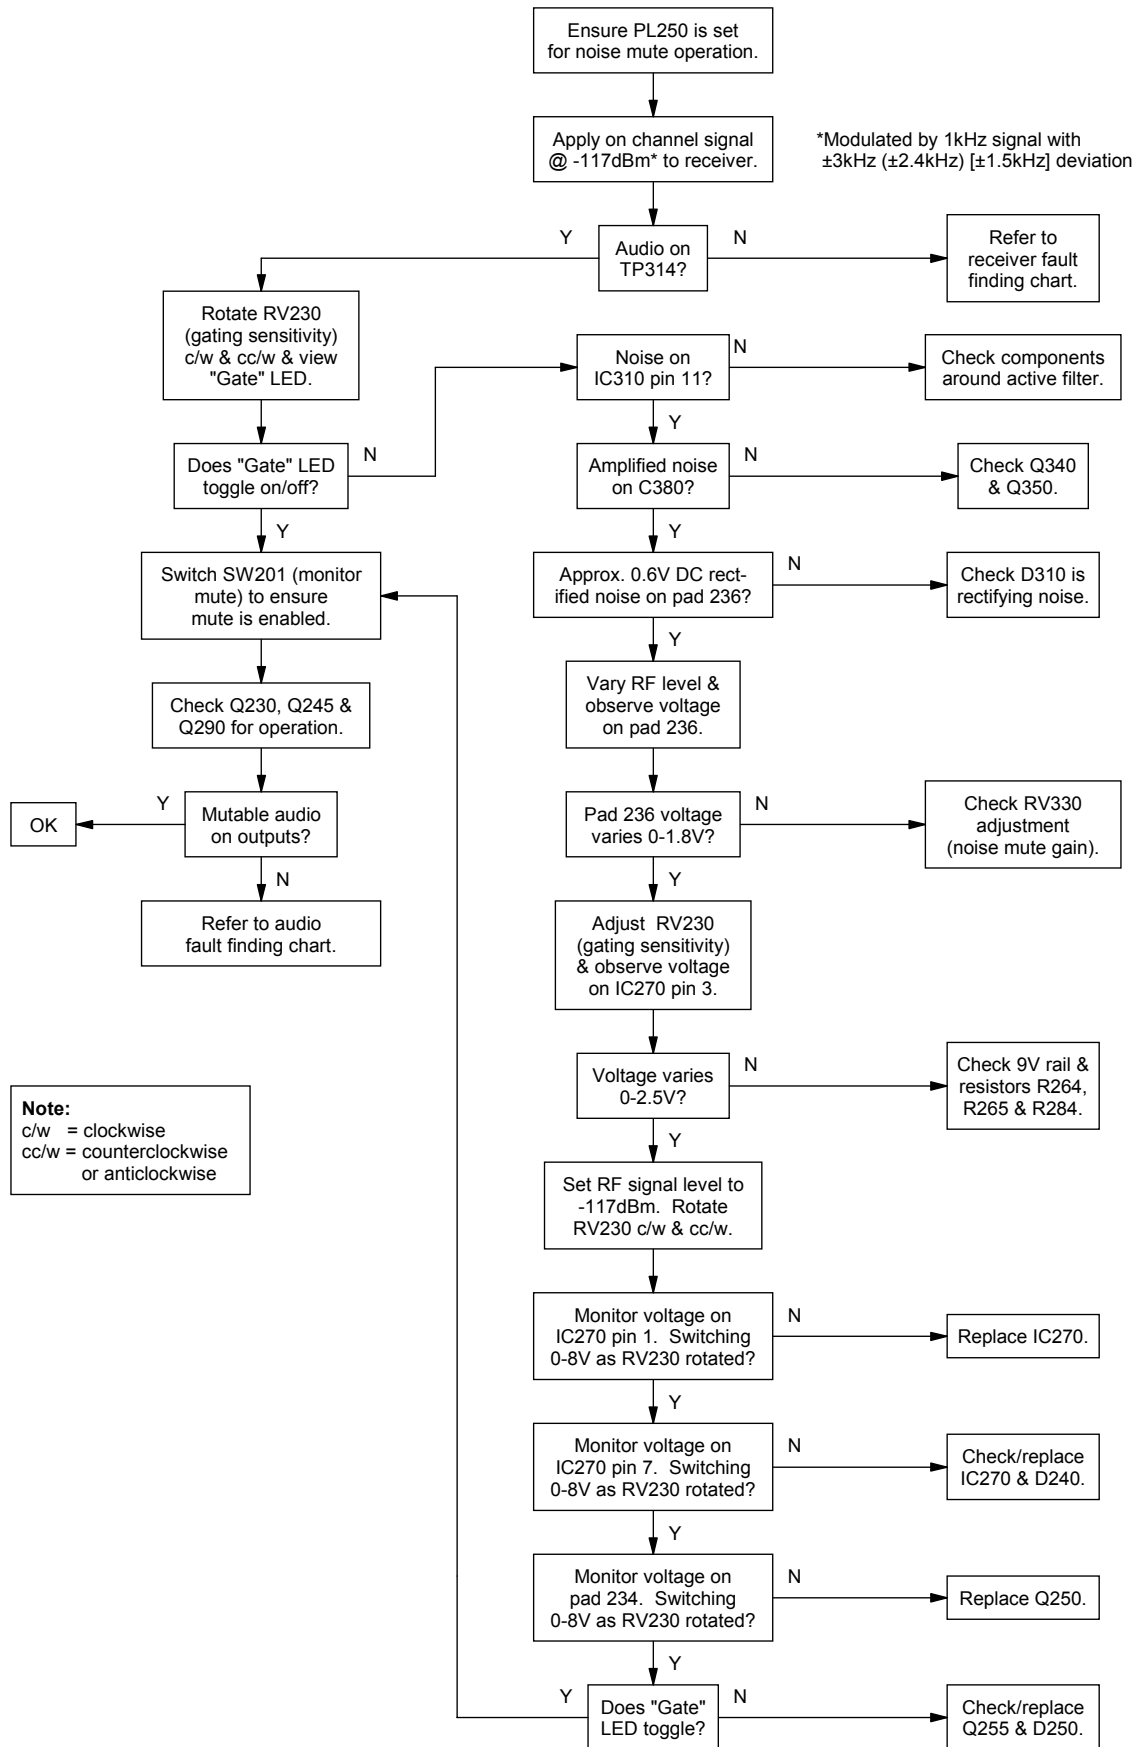 Ensure PL250 is set
for noise mute operation.
Apply on channel signal
@ -117dBm* to receiver.
*Modulated by 1kHz signal with
±3kHz (±2.4kHz) [±1.5kHz] deviation
Y
Audio on
TP314?
N
Refer to
receiver fault
finding chart.
Rotate RV230
(gating sensitivity)
c/w & cc/w & view
"Gate" LED.
Noise on
IC310 pin 11?
N
Check components
around active filter.
Y
Does "Gate" LED
toggle on/off?
N
Amplified noise
on C380?
N
Check Q340
& Q350.
Y
Y
Switch SW201 (monitor
mute) to ensure
mute is enabled.
Approx. 0.6V DC rect-
ified noise on pad 236?
N
Check D310 is
rectifying noise.
Y
Check Q230, Q245 &
Q290 for operation.
Vary RF level &
observe voltage
on pad 236.
OK
Y
Mutable audio
on outputs?
Pad 236 voltage
varies 0-1.8V?
N
Check RV330
adjustment
(noise mute gain).
N
Y
Refer to audio
fault finding chart.
Adjust RV230
(gating sensitivity)
& observe voltage
on IC270 pin 3.
Voltage varies
0-2.5V?
N
Check 9V rail &
resistors R264,
R265 & R284.
Note:
c/w = clockwise
cc/w = counterclockwise
or anticlockwise
Y
Set RF signal level to
-117dBm. Rotate
RV230 c/w & cc/w.
Monitor voltage on
IC270 pin 1. Switching
0-8V as RV230 rotated?
N
Replace IC270.
Y
Monitor voltage on
IC270 pin 7. Switching
0-8V as RV230 rotated?
N
Check/replace
IC270 & D240.
Y
Monitor voltage on
pad 234. Switching
0-8V as RV230 rotated?
N
Replace Q250.
Y
Y
Does "Gate"
LED toggle?
N
Check/replace
Q255 & D250.